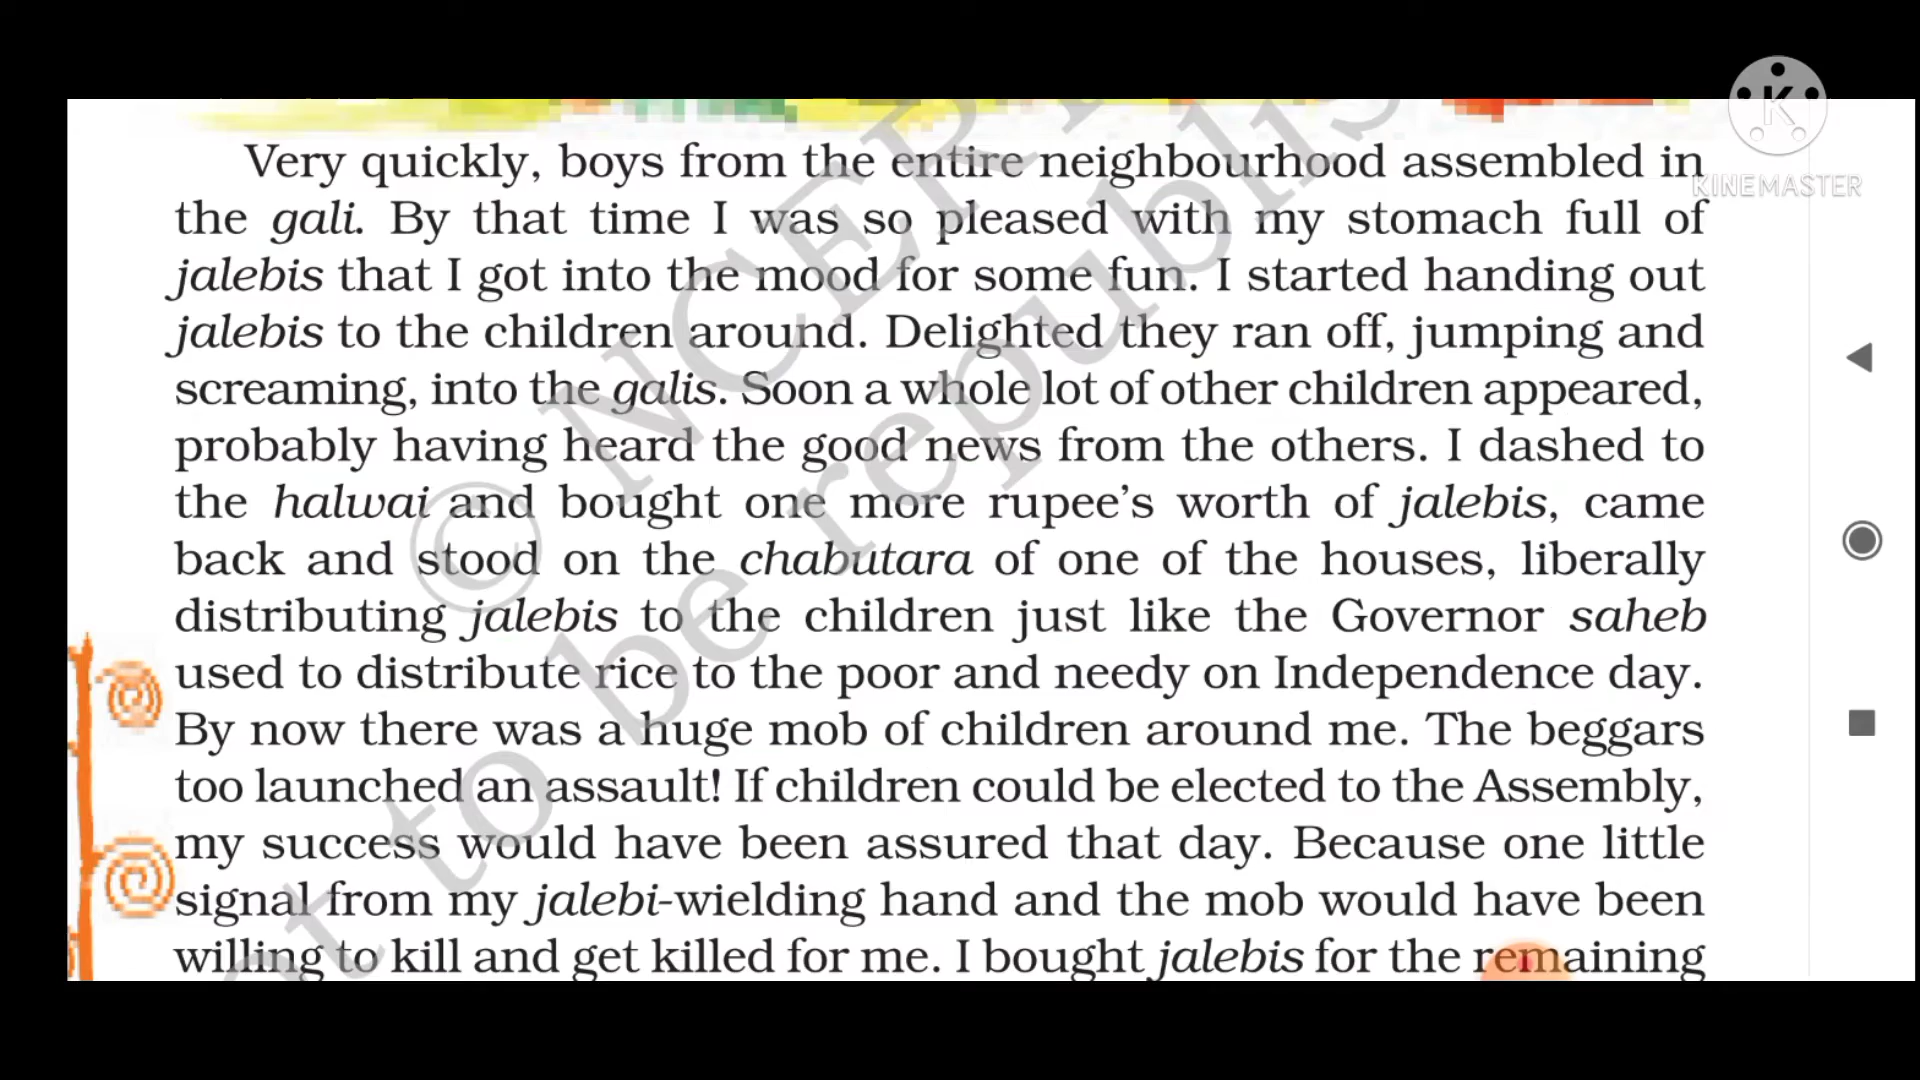 Very quickly, boys from the entire neighbourhood assembled in
the gali. By that time I was so pleased with my stomach full of
jalebis that I got into the mood for some fun. I started handing out
jalebis to the children around. Delighted they ran off, jumping and
screaming, into the galis. Soon a whole lot of other children appeared,
probably having heard the good news from the others. I dashed to
the halwai and bought one more rupee’s worth of jalebis, came
back and stood on the chabutara of one of the houses, liberally
distributing jalebis to the children just like the Governor saheb
used to distribute rice to the poor and needy on Independence day.
By now there was a huge mob of children around me. The beggars
too launched an assault! If children could be elected to the Assembly,
my success would have been assured that day. Because one little
signal from my jalebi-wielding hand and the mob would have been
willing to kill and get killed for me. I bought jalebis for the remaining
K
KINEMASTER
© NCER
to be republis